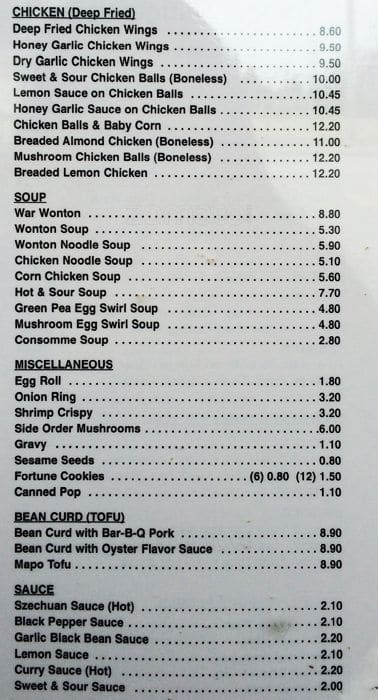 CHICKEN (Deep Fried)
Deep Fried Chicken Wings .................... 8.60
Honey Garlic Chicken Wings .................... 9.50
Dry Garlic Chicken Wings .................... 9.50
Sweet & Sour Chicken Balls (Boneless) ........... 10.00
Lemon Sauce on Chicken Balls .................. 10.45
Honey Garlic Sauce on Chicken Balls ............. 10.45
Chicken Balls & Baby Corn .................... 12.20
Breaded Almond Chicken (Boneless) ............. 11.00
Mushroom Chicken Balls (Boneless) ............. 12.20
Breaded Lemon Chicken ...................... 12.20
SOUP
War Wonton ................................ 8.80
Wonton Soup ............................... 5.30
Wonton Noodle Soup ........................ 5.90
Chicken Noodle Soup ........................ 5.10
Corn Chicken Soup .......................... 5.60
Hot & Sour Soup ............................ 7.70
Green Pea Egg Swirl Soup .................... 4.80
Mushroom Egg Swirl Soup .................... 4.80
Consomme Soup ............................ 2.80
MISCELLANEOUS
Egg Roll .................................. 1.80
Onion Ring ................................ 3.20
Shrimp Crispy .............................. 3.20
Side Order Mushrooms ....................... 6.00
Gravy .................................... 1.10
Sesame Seeds .............................. 0.80
Fortune Cookies .................... (6) 0.80 (12) 1.50
Canned Pop ................................ 1.10
BEAN CURD (TOFU)
Bean Curd with Bar-B-Q Pork .................. 8.90
Bean Curd with Oyster Flavor Sauce ............. 8.90
Mapo Tofu ................................. 8.90
SAUCE
Szechuan Sauce (Hot) ........................ 2.10
Black Pepper Sauce .......................... 2.10
Garlic Black Bean Sauce ...................... 2.20
Lemon Sauce ............................... 2.10
Curry Sauce (Hot) ........................... 2.20
Sweet & Sour Sauce ......................... 2.00